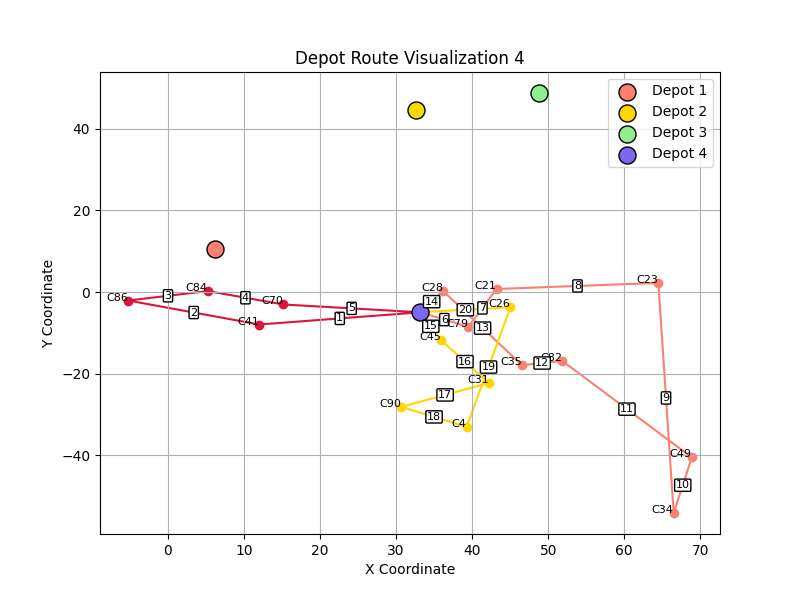 Depot Route Visualization 4
Depot 1
Depot 2
Depot 3
Depot 4
Y Coordinate
40
20
0
−20
−40
C86
3
C84
4
C70
5
2
C41
1
C28
14
C21
8
C23
20
7
C26
6
15
C79
13
C45
16
19
C35
12
C82
C31
9
C90
17
18
C4
11
C49
10
C34
0
10
20
30
40
50
60
70
X Coordinate